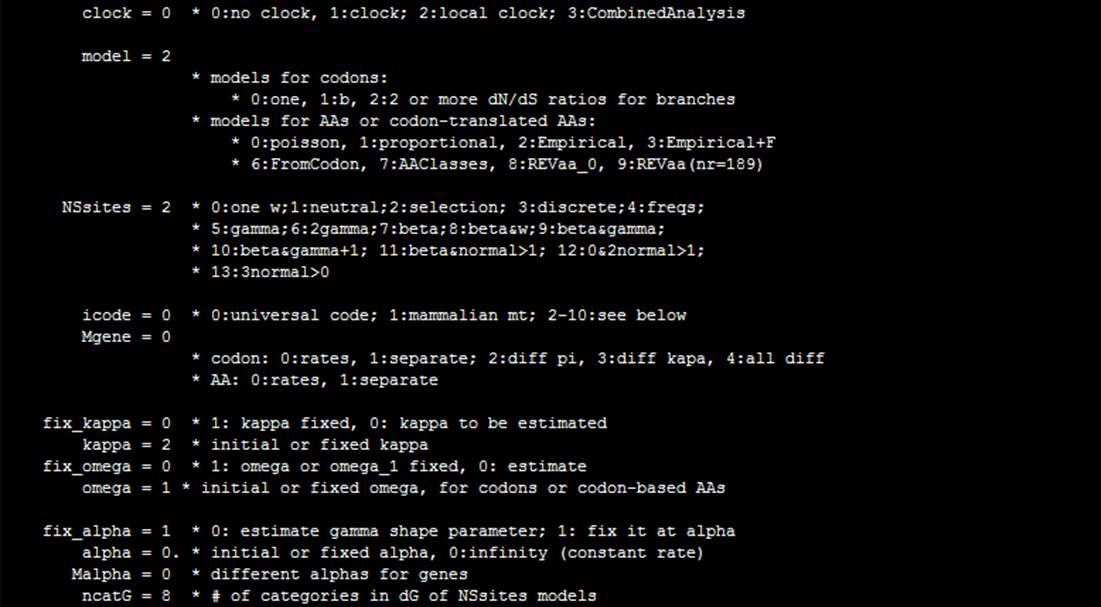 clock = 0 * 0:no clock, 1:clock; 2:local clock; 3:CombinedAnalysis
model = 2
* models for codons:
* 0:one, 1:b, 2:2 or more dN/dS ratios for branches
* models for AAs or codon-translated AAs:
* 0:poisson, 1:proportional, 2:Empirical, 3:Empirical+F
* 6:FromCodon, 7:AAClasses, 8:REVaa_0, 9:REVaa(nr=189)
NSsites = 2 * 0:one w;1:neutral;2:selection; 3:discrete;4:freqs;
* 5:gamma;6:2gamma;7:beta;8:beta&w;9:beta&gamma;
* 10:beta&gamma+1; 11:beta&normal>1; 12:0&2normal>1;
* 13:3normal>0
icode = 0 * 0:universal code; 1:mammalian mt; 2-10:see below
Mgene = 0
* codon: 0:rates, 1:separate; 2:diff pi, 3:diff kapa, 4:all diff
* AA: 0:rates, 1:separate
fix_kappa = 0 * 1: kappa fixed, 0: kappa to be estimated
kappa = 2 * initial or fixed kappa
fix_omega = 0 * 1: omega or omega_1 fixed, 0: estimate
omega = 1 * initial or fixed omega, for codons or codon-based AAs
fix_alpha = 1 * 0: estimate gamma shape parameter; 1: fix it at alpha
alpha = 0. * initial or fixed alpha, 0:infinity (constant rate)
Malpha = 0 * different alphas for genes
ncatG = 8 * # of categories in dG of NSsites models